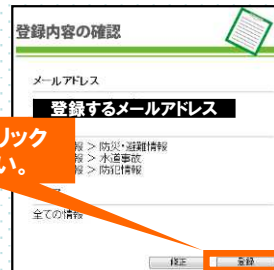 登録内容の確認
メールアドレス
登録するメールアドレス
リック
い。
報 > 防災・避難情報
報 > 水道事故
報 > 防犯情報
全ての情報
修正
登録